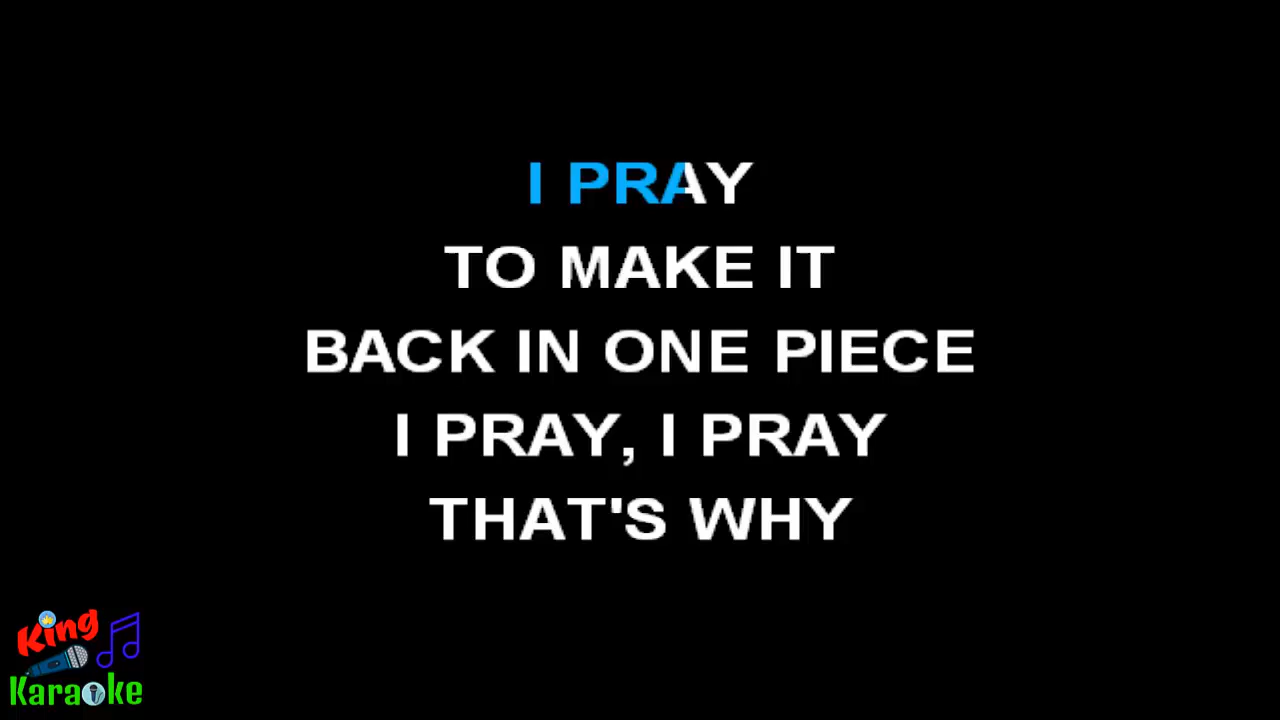 I PRAY
TO MAKE IT
BACK IN ONE PIECE
I PRAY, I PRAY
THAT'S WHY
King
Karaoke